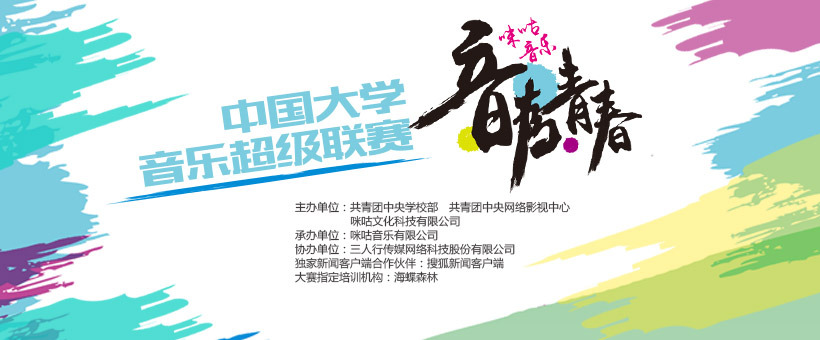 咪咕
音乐
音为青春
中国大学
音乐超级联赛
主办单位：共青团中央学校部 共青团中央网络影视中心
咪咕文化科技有限公司
承办单位：咪咕音乐有限公司
协办单位：三人行传媒网络科技股份有限公司
独家新闻客户端合作伙伴：搜狐新闻客户端
大赛指定培训机构：海蝶森林